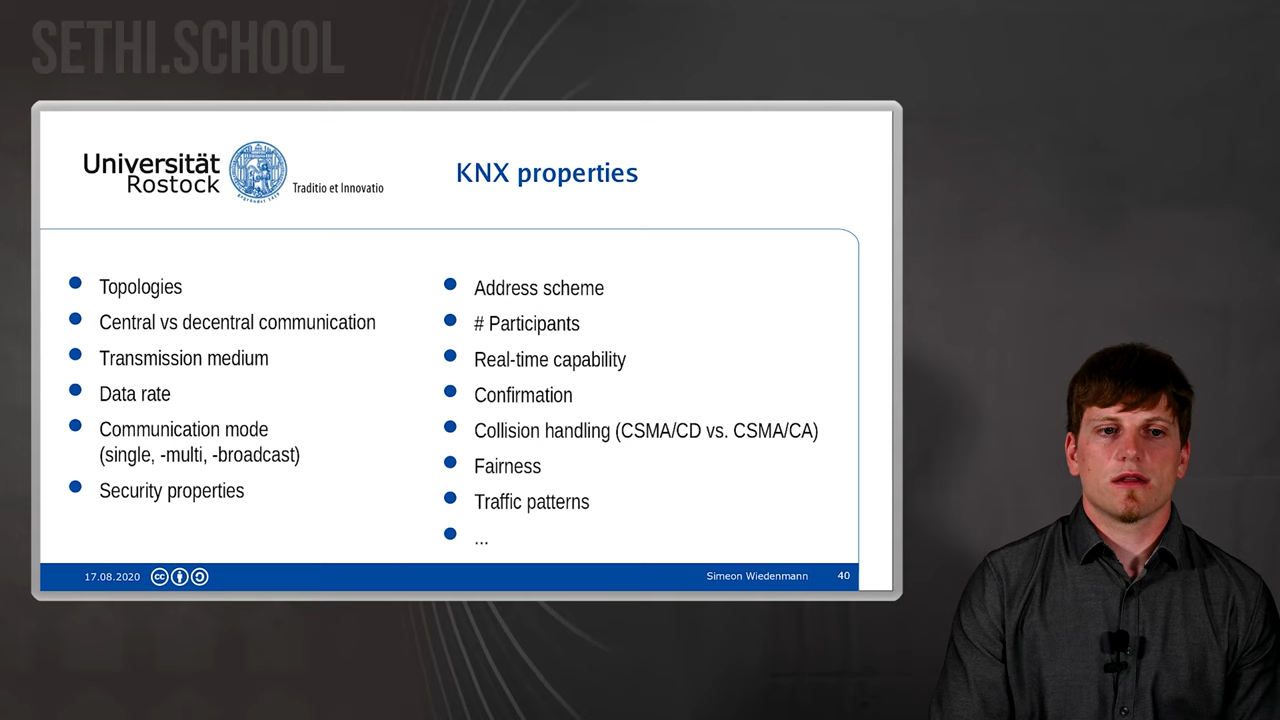 SETHI.SCHOOL
Universität
Rostock
Traditio et Innovatio
KNX properties
Topologies
Central vs decentral communication
Transmission medium
Data rate
Communication mode
(single, -multi, -broadcast)
Security properties
Address scheme
# Participants
Real-time capability
Confirmation
Collision handling (CSMA/CD vs. CSMA/CA)
Fairness
Traffic patterns
...
17.08.2020
cc
Simeon Wiedenmann
40